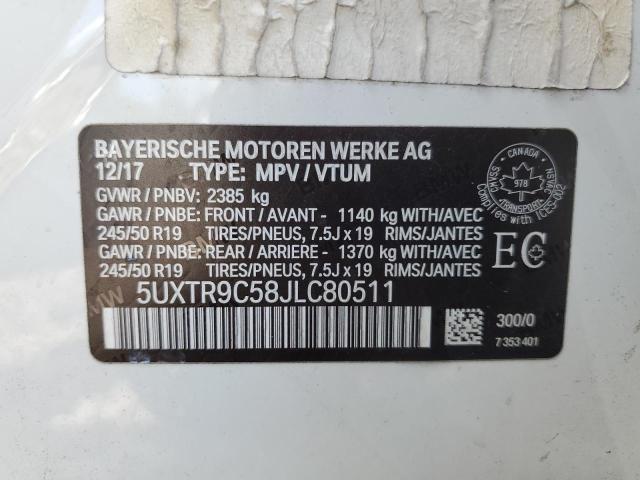 BAYERISCHE MOTOREN WERKE AG
12/17 TYPE: MPV / VTUM
GVWR / PNBV: 2385 kg
GAWR / PNBE: FRONT / AVANT - 1140 kg WITH/AVEC
245/50 R19 TIRES/PNEUS, 7.5J x 19 RIMS/JANTES
GAWR / PNBE: REAR / ARRIERE - 1370 kg WITH/AVEC
245/50 R19 TIRES/PNEUS, 7.5J x 19 RIMS/JANTES
5UXTR9C58JLC80511
CANADA
978
TRANSPORT
Complies with ICES-002
EC
300/0
7 353 401